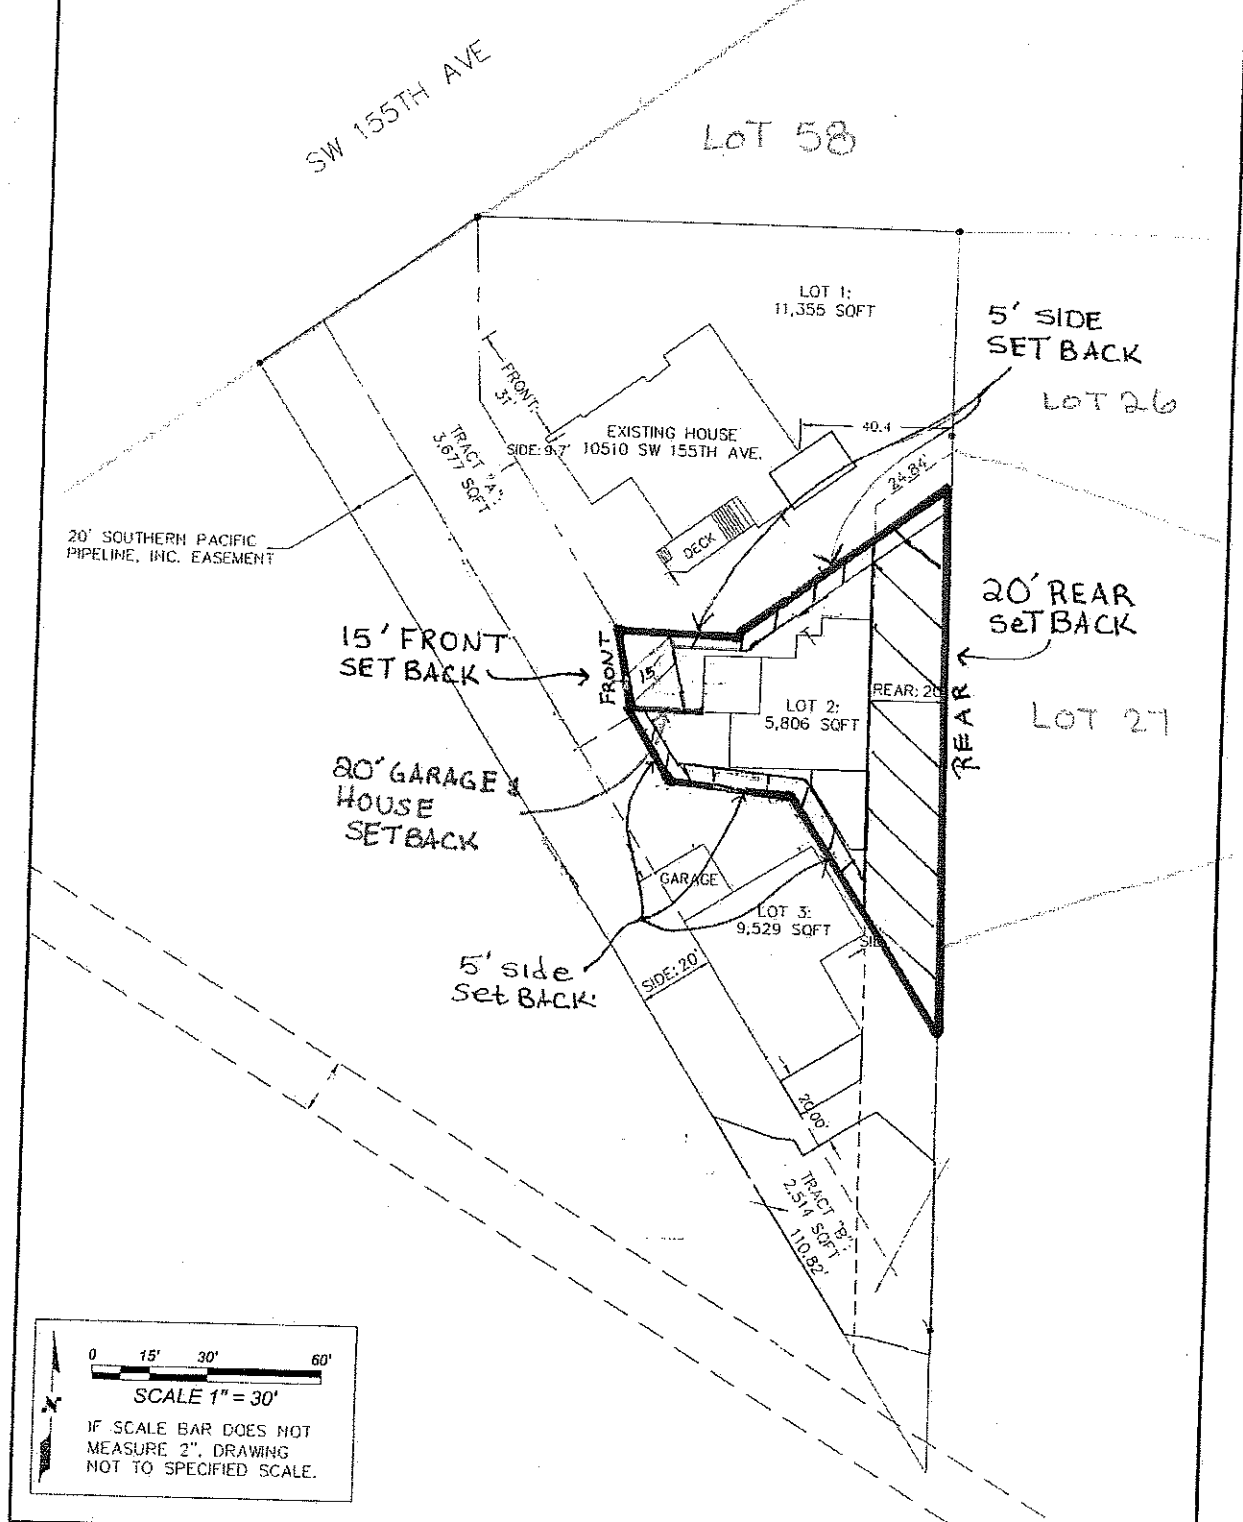 SW 155TH AVE
LOT 58
LOT 1:
11,355 SQFT
5' SIDE
SET BACK
LOT 26
FRONT:
31'
TRACT "A":
3,677 SQFT
SIDE: 9.7'
EXISTING HOUSE
10510 SW 155TH AVE.
40.4
24.84'
20' SOUTHERN PACIFIC
PIPELINE, INC. EASEMENT
DECK
20' REAR
SeT BACK
15' FRONT
SET BACK
FRONT
15'
LOT 2:
5,806 SQFT
REAR: 20
REAR
LOT 27
20' GARAGE &
HOUSE
SETBACK
GARAGE
LOT 3:
9,529 SQFT
SIDE: 20'
5' side
Set BACK
20.00'
TRACT "B":
2,514 SQFT
110.82'
0 15' 30' 60'
SCALE 1" = 30'
IF SCALE BAR DOES NOT
MEASURE 2", DRAWING
NOT TO SPECIFIED SCALE.